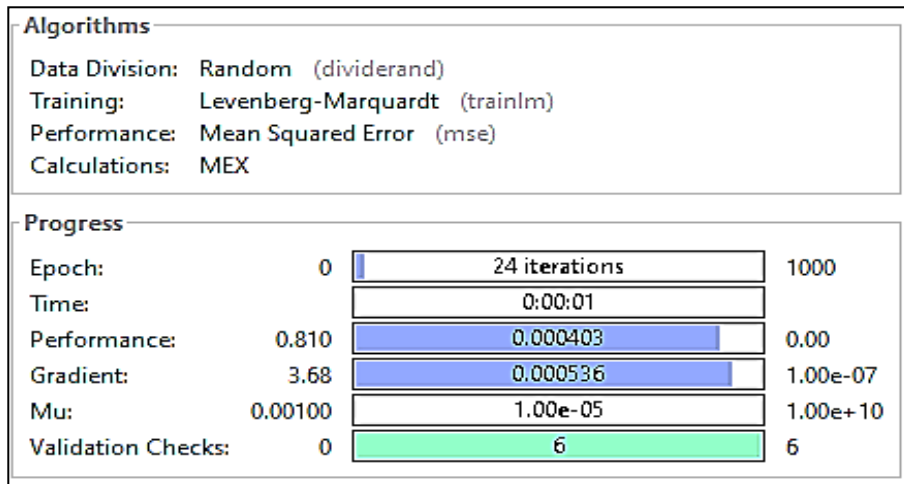 Algorithms
Data Division: Random (dividerand)
Training: Levenberg-Marquardt (trainlm)
Performance: Mean Squared Error (mse)
Calculations: MEX
Progress
Epoch: 0 24 iterations 1000
Time: 0:00:01
Performance: 0.810 0.000403 0.00
Gradient: 3.68 0.000536 1.00e-07
Mu: 0.00100 1.00e-05 1.00e+10
Validation Checks: 0 6 6